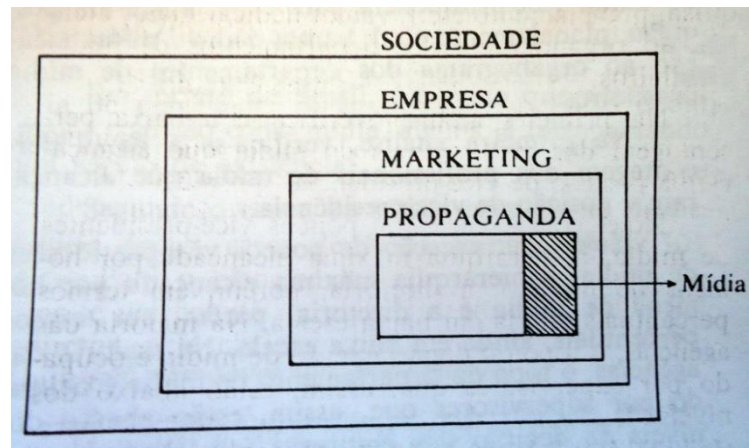 SOCIEDADE
EMPRESA
MARKETING
PROPAGANDA
Mídia